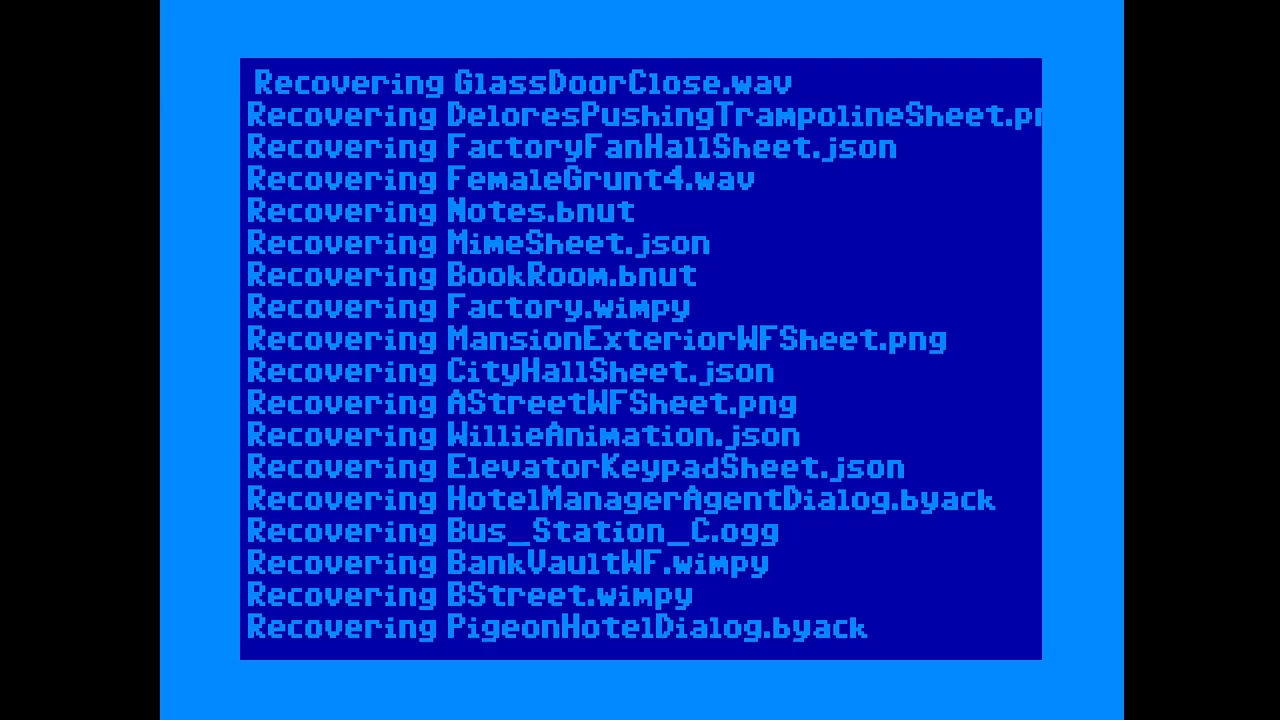 Recovering GlassDoorClose.wav
Recovering DeloresPushingTrampolineSheet.pn
Recovering FactoryFanHallSheet.json
Recovering FemaleGrunt4.wav
Recovering Notes.bnut
Recovering MimeSheet.json
Recovering BookRoom.bnut
Recovering Factory.wimpy
Recovering MansionExteriorWFSheet.png
Recovering CityHallSheet.json
Recovering AStreetWFSheet.png
Recovering WillieAnimation.json
Recovering ElevatorKeypadSheet.json
Recovering HotelManagerAgentDialog.byack
Recovering Bus_Station_C.ogg
Recovering BankVaultWF.wimpy
Recovering BStreet.wimpy
Recovering PigeonHotelDialog.byack